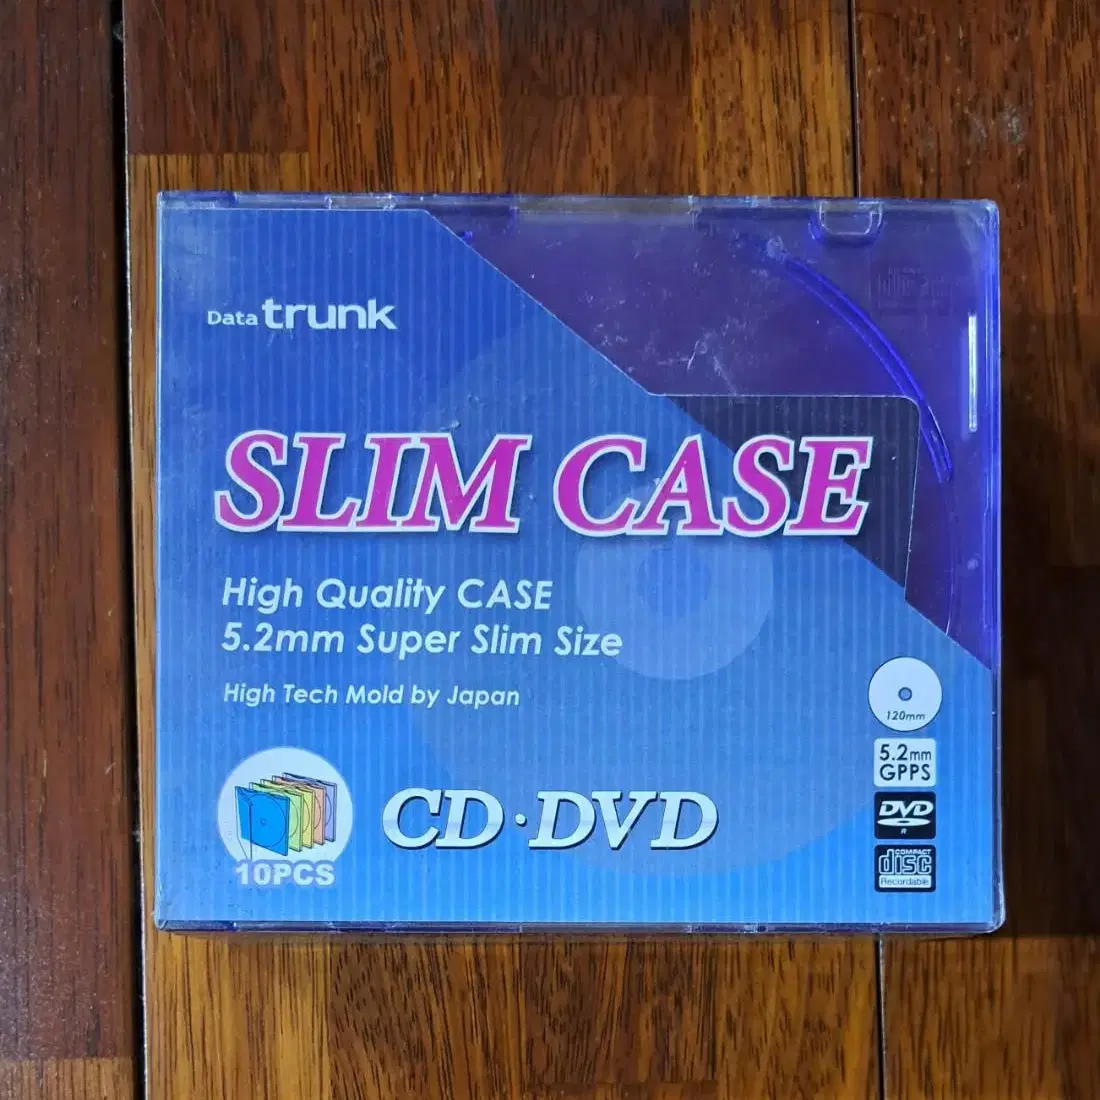 Data trunk
SLIM CASE
High Quality CASE
5.2mm Super Slim Size
High Tech Mold by Japan
120mm
5.2mm
GPPS
DVD
R
COMPACT
disc
Recordable
10PCS
CD·DVD